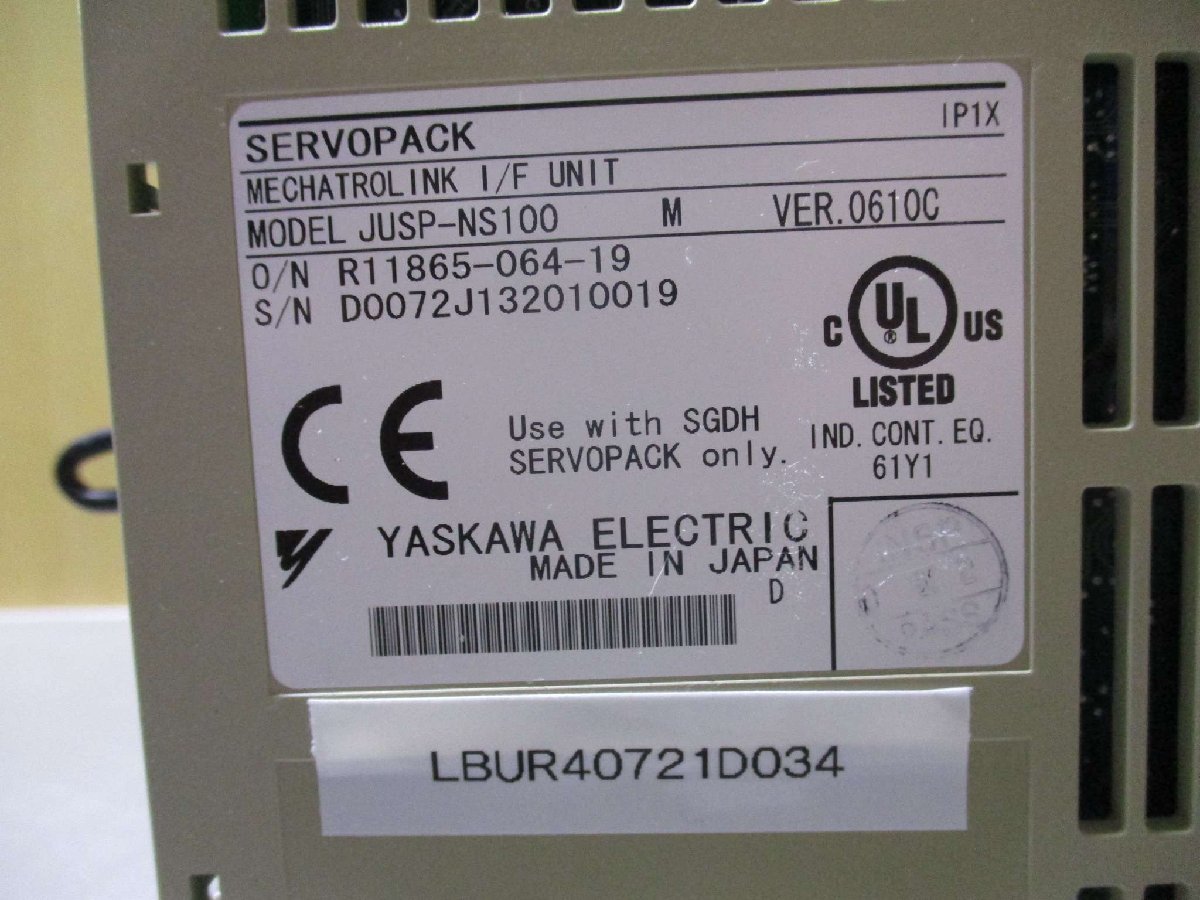 SERVOPACK
IP1X
MECHATROLINK I/F UNIT
MODEL JUSP-NS100 M VER.0610C
O/N R11865-064-19
S/N D0072J132010019
C UL® US
LISTED
CE
Use with SGDH
SERVOPACK only.
IND. CONT. EQ.
61Y1
YASKAWA ELECTRIC
MADE IN JAPAN
D
LBUR40721D034